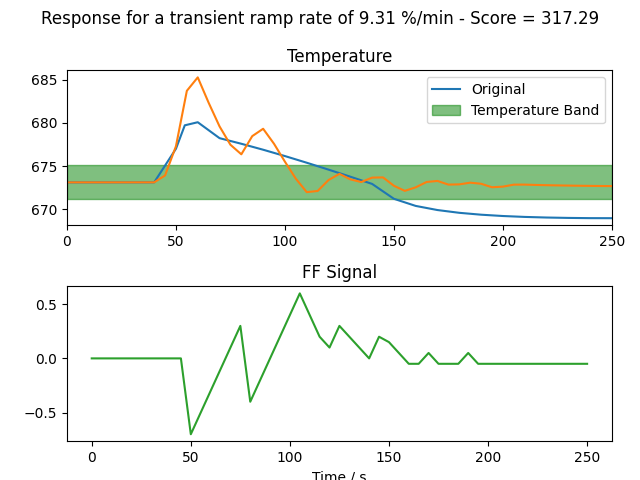 Response for a transient ramp rate of 9.31 %/min - Score = 317.29
Temperature
685
680
675
670
Original
Temperature Band
0 50 100 150 200 250
FF Signal
0.5
0.0
−0.5
0 50 100 150 200 250
Time / s